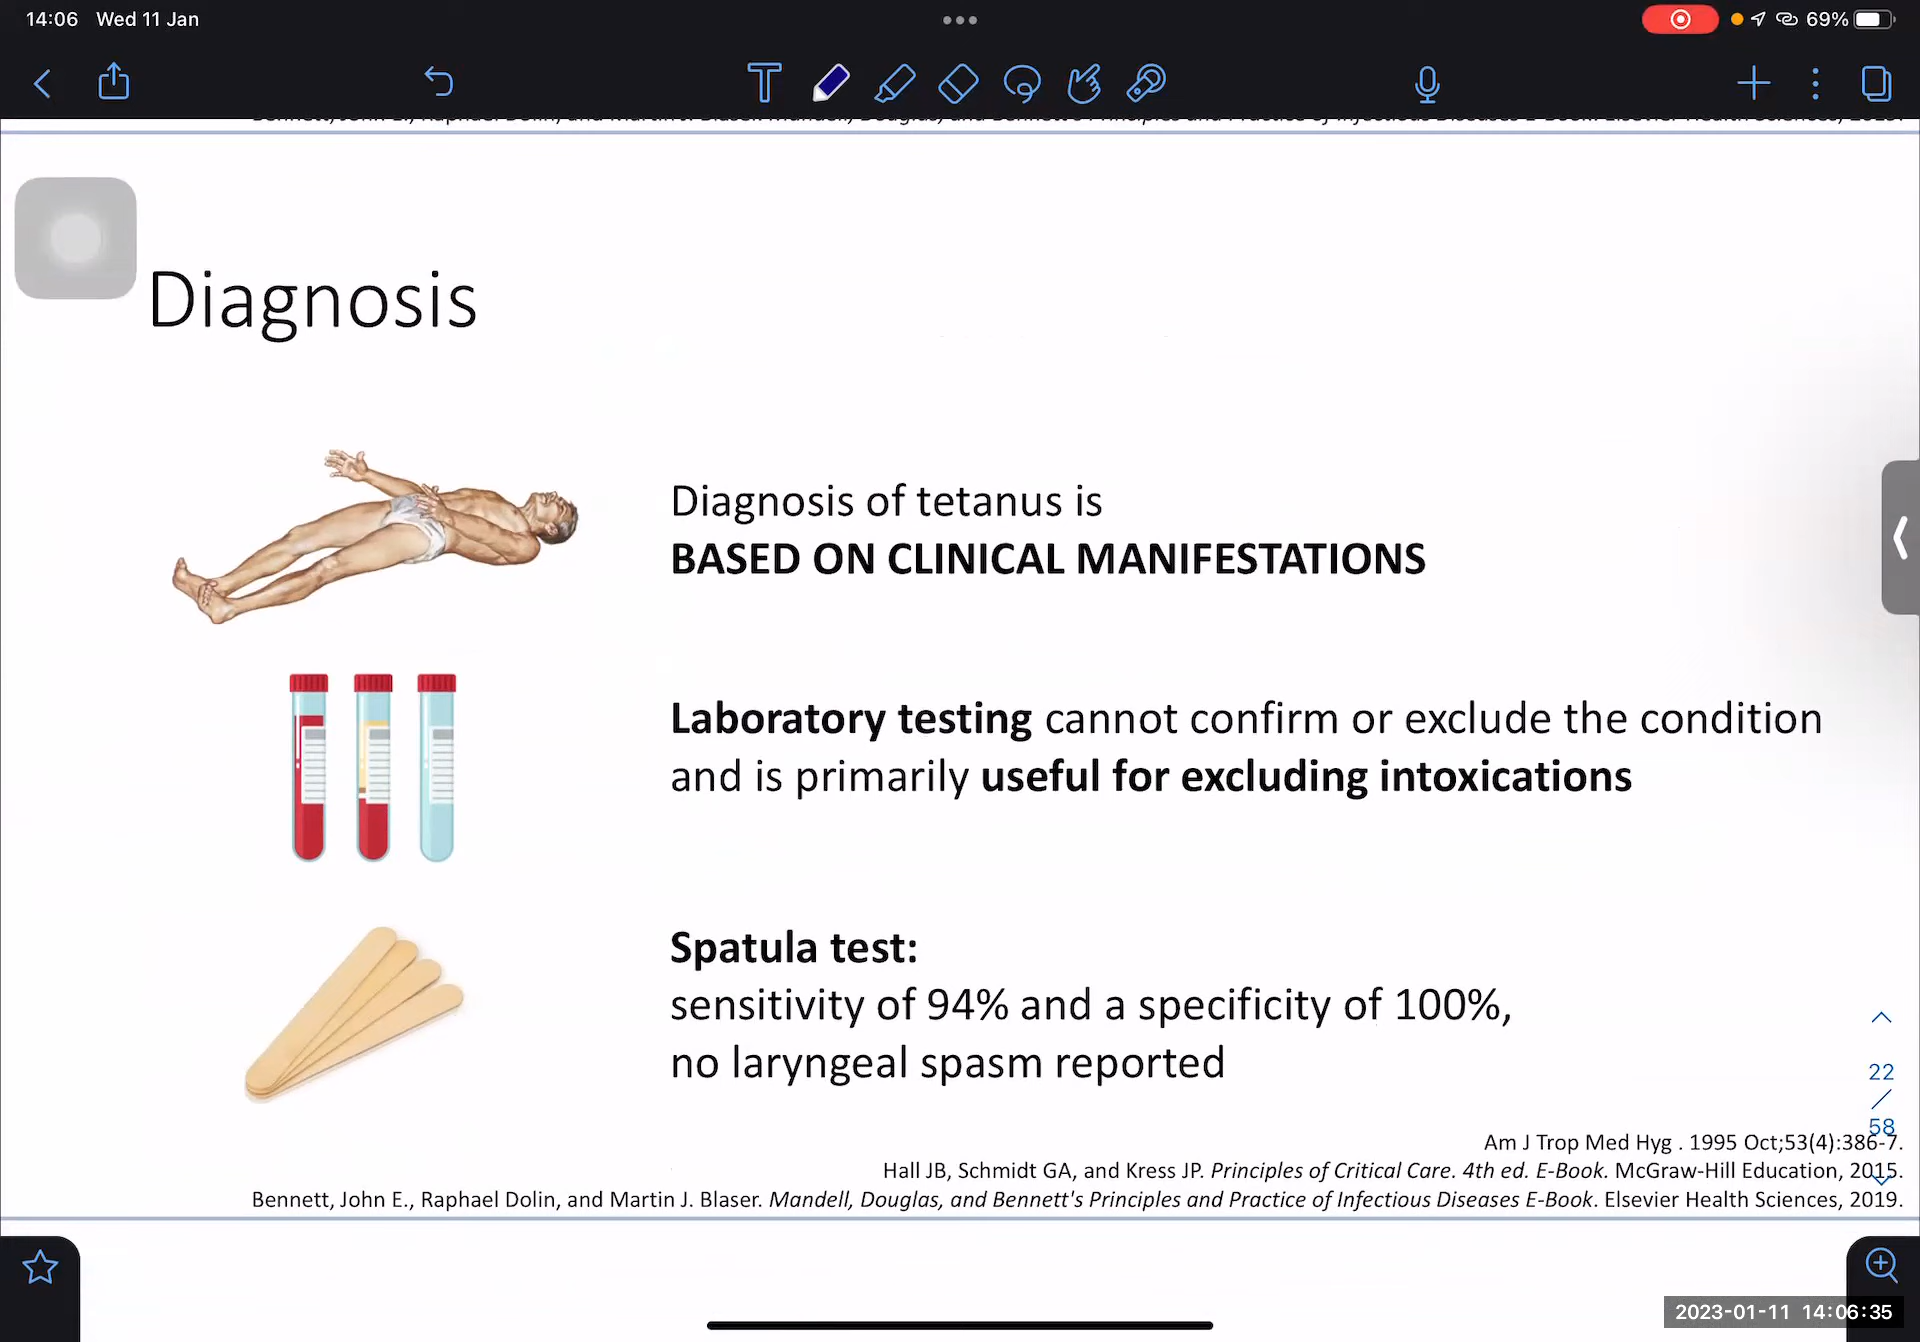 14:06 Wed 11 Jan
69%
Diagnosis
Diagnosis of tetanus is
BASED ON CLINICAL MANIFESTATIONS
Laboratory testing cannot confirm or exclude the condition
and is primarily useful for excluding intoxications
Spatula test:
sensitivity of 94% and a specificity of 100%,
no laryngeal spasm reported
22
/
58
Am J Trop Med Hyg . 1995 Oct;53(4):386-7.
Hall JB, Schmidt GA, and Kress JP. Principles of Critical Care. 4th ed. E-Book. McGraw-Hill Education, 2015.
Bennett, John E., Raphael Dolin, and Martin J. Blaser. Mandell, Douglas, and Bennett's Principles and Practice of Infectious Diseases E-Book. Elsevier Health Sciences, 2019.
2023-01-11 14:06:35